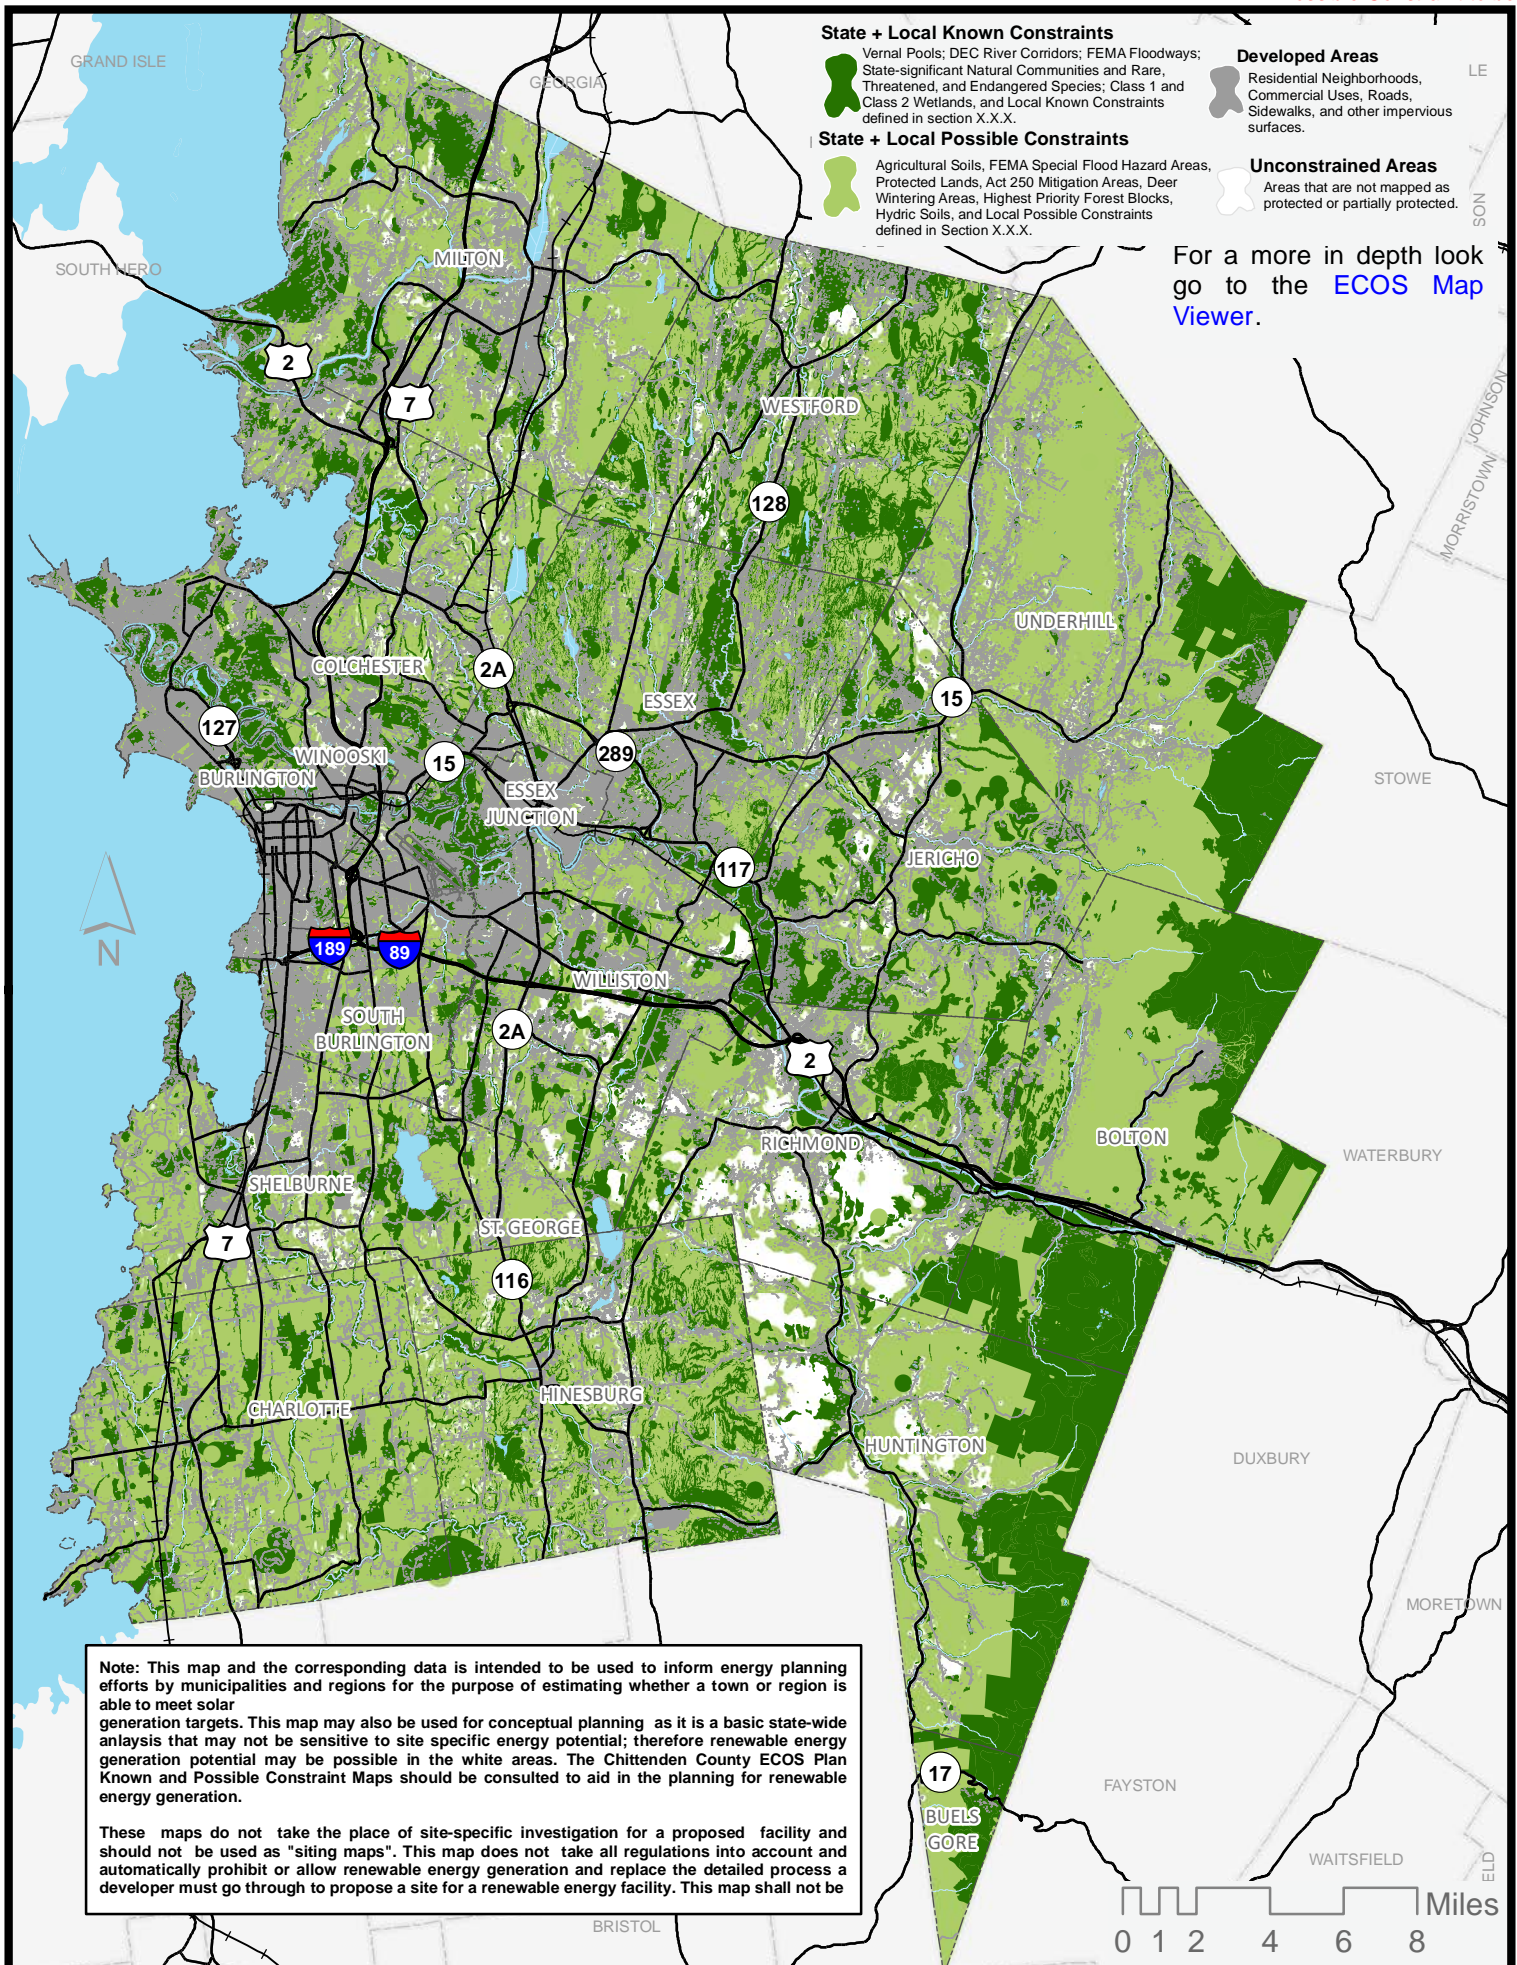 State + Local Known Constraints
Vernal Pools; DEC River Corridors; FEMA Floodways;
State-significant Natural Communities and Rare,
Threatened, and Endangered Species; Class 1 and
Class 2 Wetlands, and Local Known Constraints
defined in section X.X.X.
State + Local Possible Constraints
Agricultural Soils, FEMA Special Flood Hazard Areas,
Protected Lands, Act 250 Mitigation Areas, Deer
Wintering Areas, Highest Priority Forest Blocks,
Hydric Soils, and Local Possible Constraints
defined in Section X.X.X.
Developed Areas
Residential Neighborhoods,
Commercial Uses, Roads,
Sidewalks, and other impervious
surfaces.
Unconstrained Areas
Areas that are not mapped as
protected or partially protected.
For a more in depth look
go to the ECOS Map
Viewer.
GRAND ISLE
GEORGIA
LE
SON
SOUTH HERO
MILTON
2
7
WESTFORD
JOHNSON
MORRISTOWN
128
UNDERHILL
COLCHESTER
2A
ESSEX
15
127
WINOOSKI
15
289
BURLINGTON
ESSEX
JUNCTION
STOWE
117
JERICHO
N
189
89
WILLISTON
SOUTH
BURLINGTON
2A
2
RICHMOND
BOLTON
WATERBURY
SHELBURNE
ST. GEORGE
7
116
CHARLOTTE
HINESBURG
HUNTINGTON
DUXBURY
MORETOWN
17
BUELS
GORE
FAYSTON
WAITSFIELD
ELD
BRISTOL
Note: This map and the corresponding data is intended to be used to inform energy planning
efforts by municipalities and regions for the purpose of estimating whether a town or region is
able to meet solar
generation targets. This map may also be used for conceptual planning as it is a basic state-wide
anlaysis that may not be sensitive to site specific energy potential; therefore renewable energy
generation potential may be possible in the white areas. The Chittenden County ECOS Plan
Known and Possible Constraint Maps should be consulted to aid in the planning for renewable
energy generation.
These maps do not take the place of site-specific investigation for a proposed facility and
should not be used as "siting maps". This map does not take all regulations into account and
automatically prohibit or allow renewable energy generation and replace the detailed process a
developer must go through to propose a site for a renewable energy facility. This map shall not be
Miles
0 1 2 4 6 8